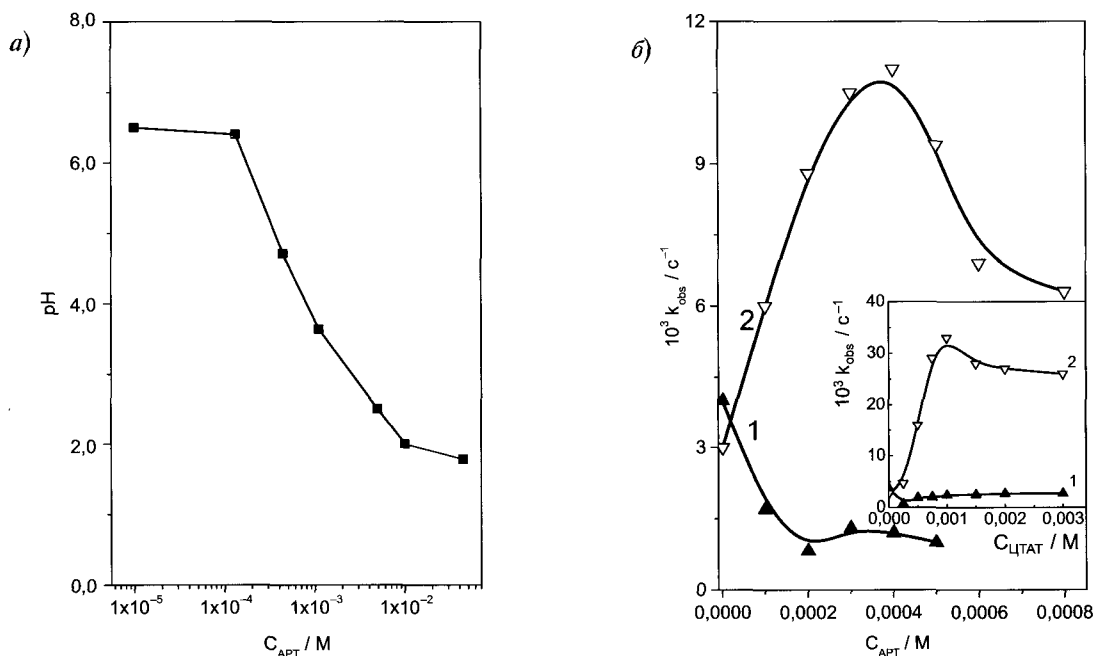 а)
8,0
6,0
4,0
2,0
0,0
pH
1x10⁻⁵
1x10⁻⁴
1x10⁻³
1x10⁻²
C_АРТ / M
б)
12
9
6
3
0
10³ k_obs / c⁻¹
2
1
0,0000
0,0002
0,0004
0,0006
0,0008
C_АРТ / M
40
30
20
10
0
10³ k_obs / c⁻¹
2
1
0,000
0,001
0,002
0,003
C_ЦТАТ / M